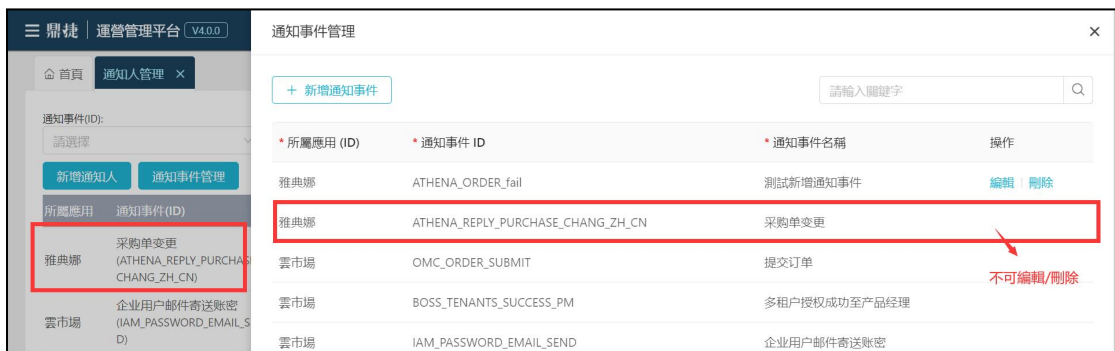 鼎捷 | 運營管理平台 V4.0.0
首頁 通知人管理 ×
通知事件(ID):
請選擇
新增通知人 通知事件管理
所屬應用 通知事件(ID)
雅典娜
采购单变更
(ATHENA_REPLY_PURCHAS
CHANG_ZH_CN)
雲市場
企业用户邮件寄送账密
(IAM_PASSWORD_EMAIL_S
D)
通知事件管理 ×
+ 新增通知事件 請輸入關鍵字
* 所屬應用 (ID) * 通知事件 ID * 通知事件名稱 操作
雅典娜 ATHENA_ORDER_fail 測試新增通知事件 編輯 | 刪除
雅典娜 ATHENA_REPLY_PURCHASE_CHANG_ZH_CN 采购单变更
雲市場 OMC_ORDER_SUBMIT 提交订单
不可編輯/刪除
雲市場 BOSS_TENANTS_SUCCESS_PM 多租户授权成功至产品经理
雲市場 IAM_PASSWORD_EMAIL_SEND 企业用户邮件寄送账密